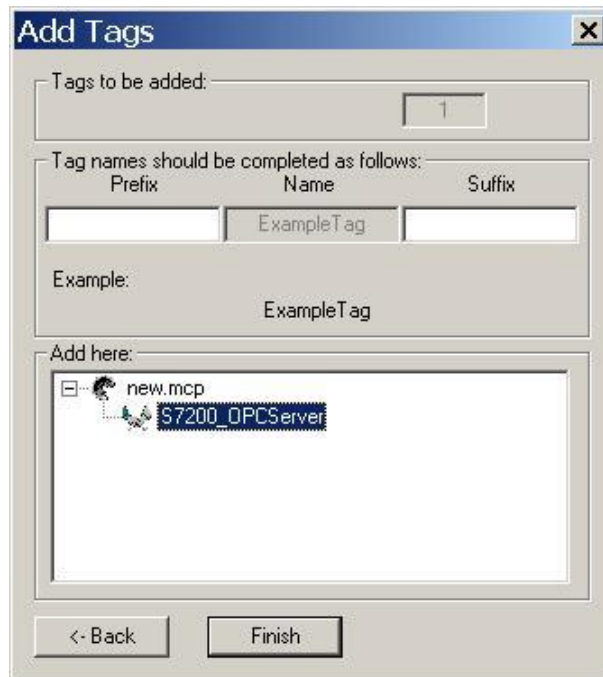 Add Tags
Tags to be added:
1
Tag names should be completed as follows:
Prefix Name Suffix
ExampleTag
Example:
ExampleTag
Add here:
new.mcp
S7200_OPCServer
<- Back Finish